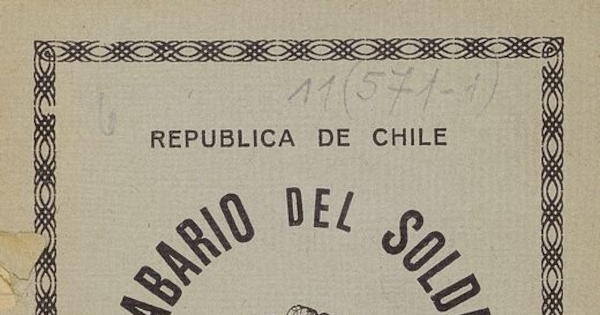 11(571-1)
REPUBLICA DE CHILE
ABARIO DEL SOLDA